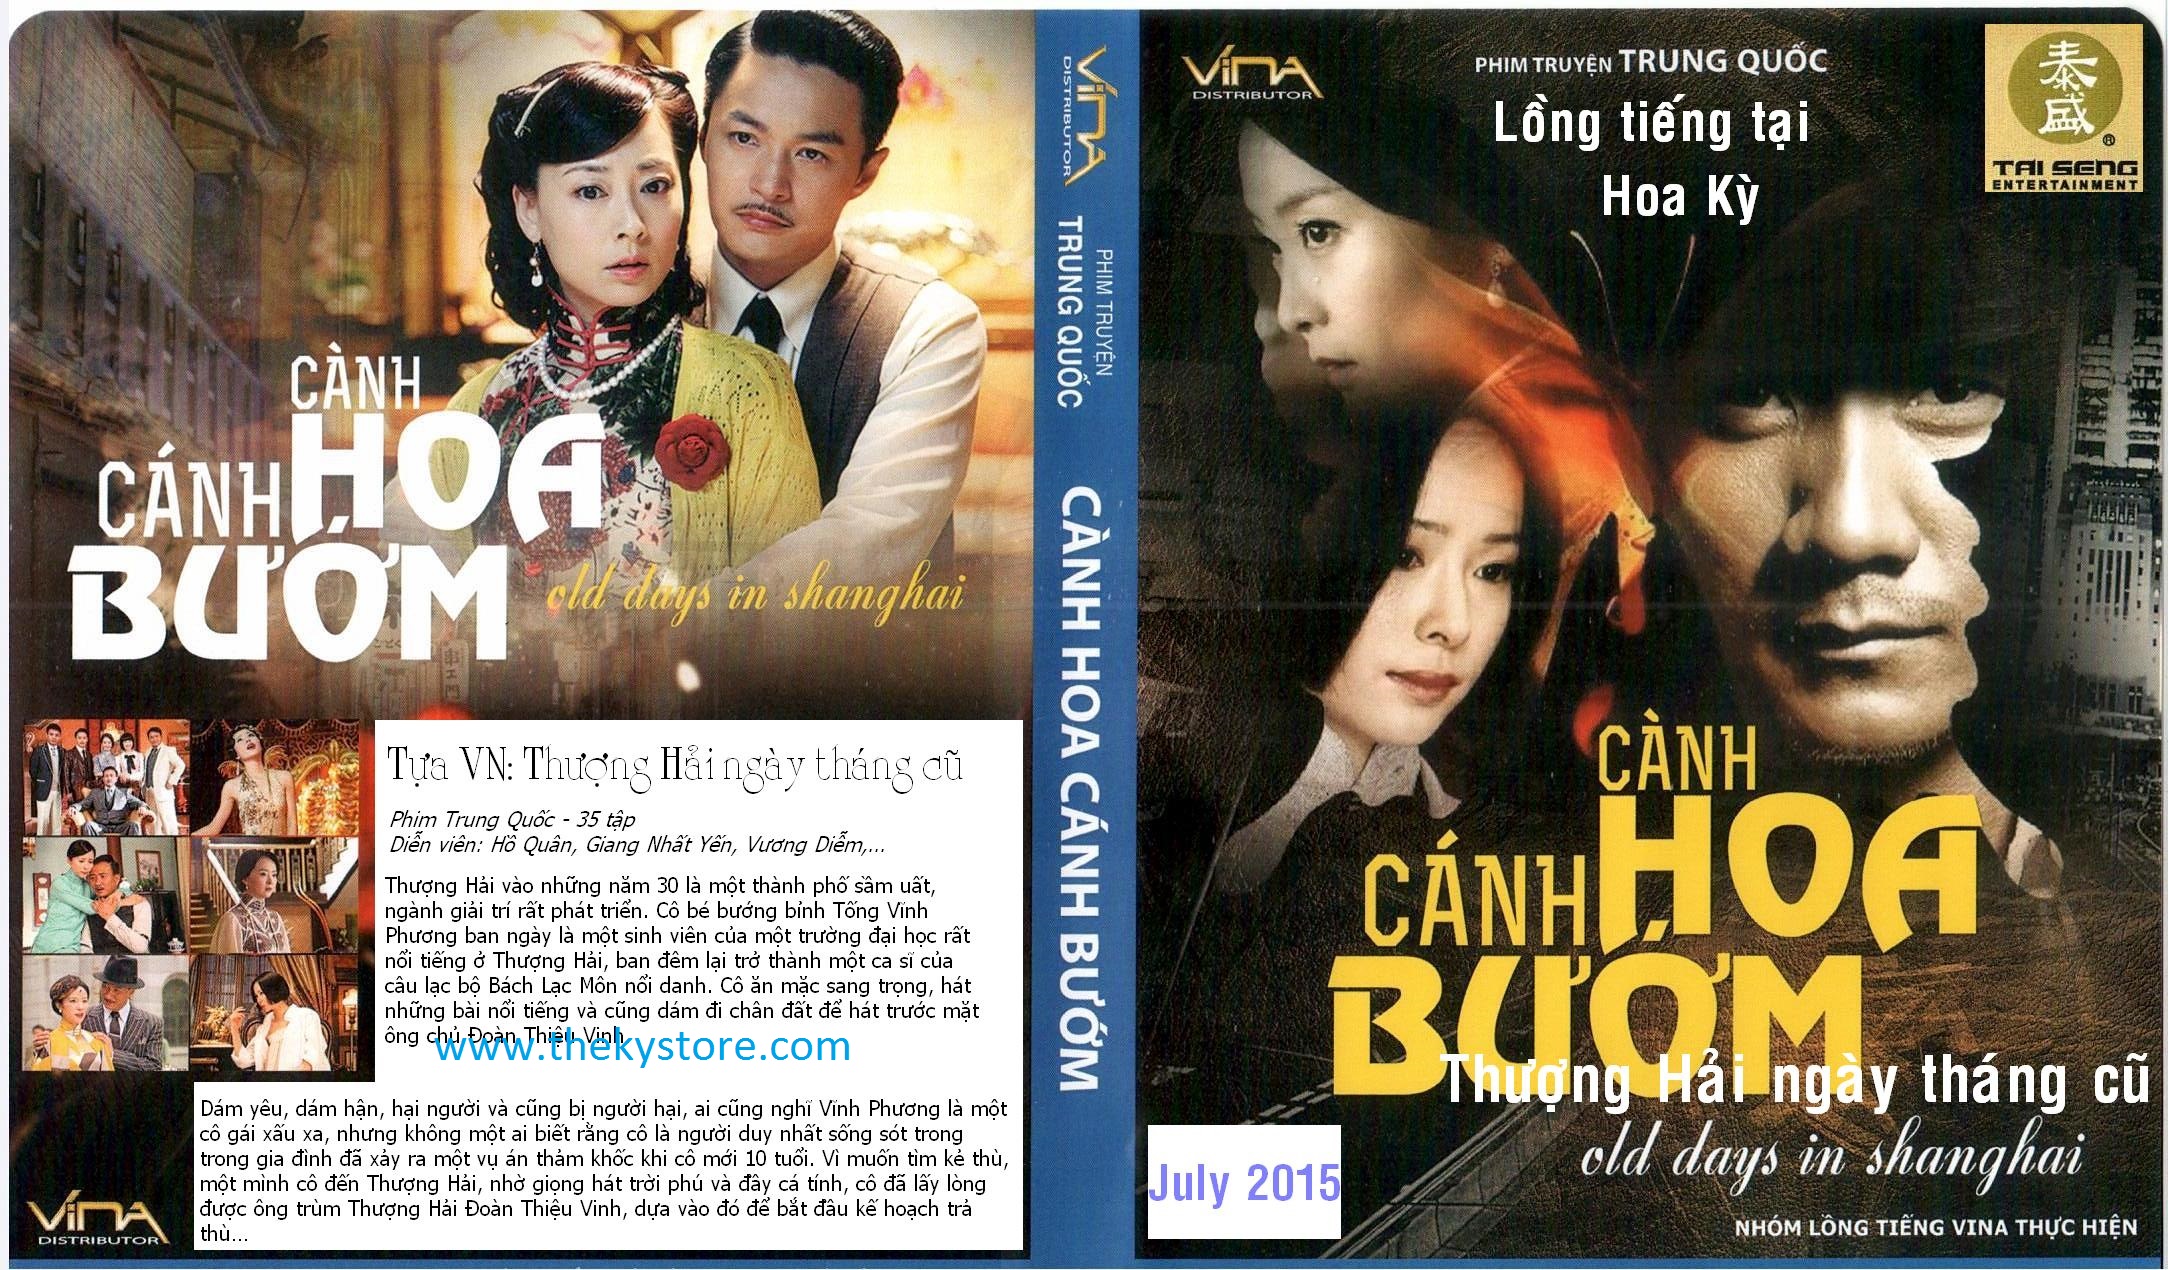 CÀNH
HOA
CÁNH
BƯỚM
old days in shanghai
Tựa VN: Thượng Hải ngày tháng cũ
Phim Trung Quốc - 35 tập
Diễn viên: Hồ Quân, Giang Nhất Yến, Vương Diễm,...
Thượng Hải vào những năm 30 là một thành phố sầm uất,
ngành giải trí rất phát triển. Cô bé bướng bỉnh Tống Vĩnh
Phương ban ngày là một sinh viên của một trường đại học rất
nổi tiếng ở Thượng Hải, ban đêm lại trở thành một ca sĩ của
câu lạc bộ Bách Lạc Môn nổi danh. Cô ăn mặc sang trọng, hát
những bài nổi tiếng và cũng dám đi chân đất để hát trước mặt
ông chủ Đoàn Thiệu Vinh
www.thekystore.com
Dám yêu, dám hận, hại người và cũng bị người hại, ai cũng nghĩ Vĩnh Phương là một
cô gái xấu xa, nhưng không một ai biết rằng cô là người duy nhất sống sót trong
trong gia đình đã xảy ra một vụ án thảm khốc khi cô mới 10 tuổi. Vì muốn tìm kẻ thù,
một mình cô đến Thượng Hải, nhờ giọng hát trời phú và đầy cá tính, cô đã lấy lòng
được ông trùm Thượng Hải Đoàn Thiệu Vinh, dựa vào đó để bắt đầu kế hoạch trả
thù...
ViNA
DISTRIBUTOR
ViNA
DISTRIBUTOR
PHIM TRUYỆN
TRUNG QUỐC
CÀNH HOA CÁNH BƯỚM
ViNA
DISTRIBUTOR
PHIM TRUYỆN TRUNG QUỐC
Lồng tiếng tại
Hoa Kỳ
泰
盛
®
TAI SENG
ENTERTAINMENT
CÀNH
HOA
CÁNH
BƯỚM
Thượng Hải ngày tháng cũ
old days in shanghai
July 2015
NHÓM LỒNG TIẾNG VINA THỰC HIỆN